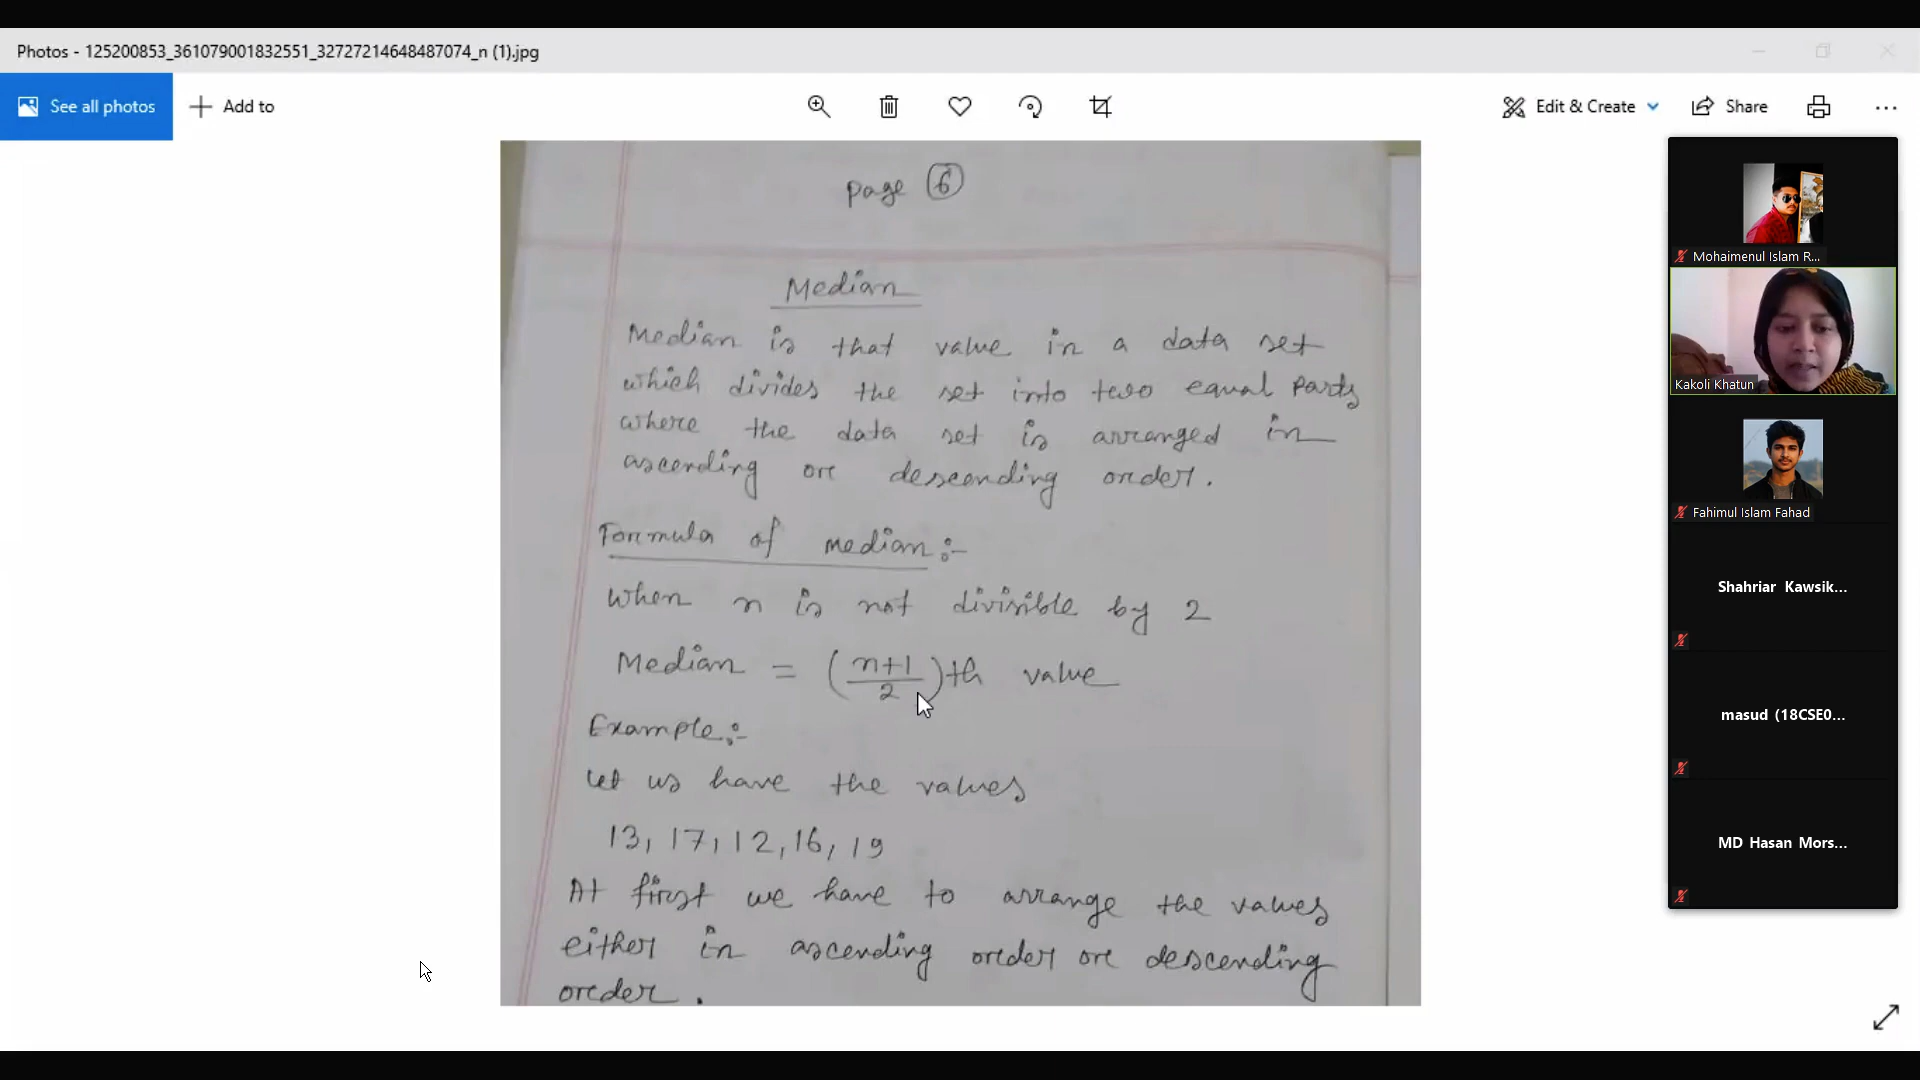 Photos - 125200853_361079001832551_32727214648487074_n (1).jpg
See all photos
Add to
Edit & Create
Share
page 6
Median
Median is that value in a data set
which divides the set into two equal parts
where the data set is arranged in
ascending or descending order.
Formula of median:-
When n is not divisible by 2
Median = (n+1/2)th value
Example:-
Let us have the values
13, 17, 12, 16, 19
At first we have to arrange the values
either in ascending order or descending
order.
Mohaimenul Islam R...
Kakoli Khatun
Fahimul Islam Fahad
Shahriar Kawsik...
masud (18CSE0...
MD Hasan Mors...